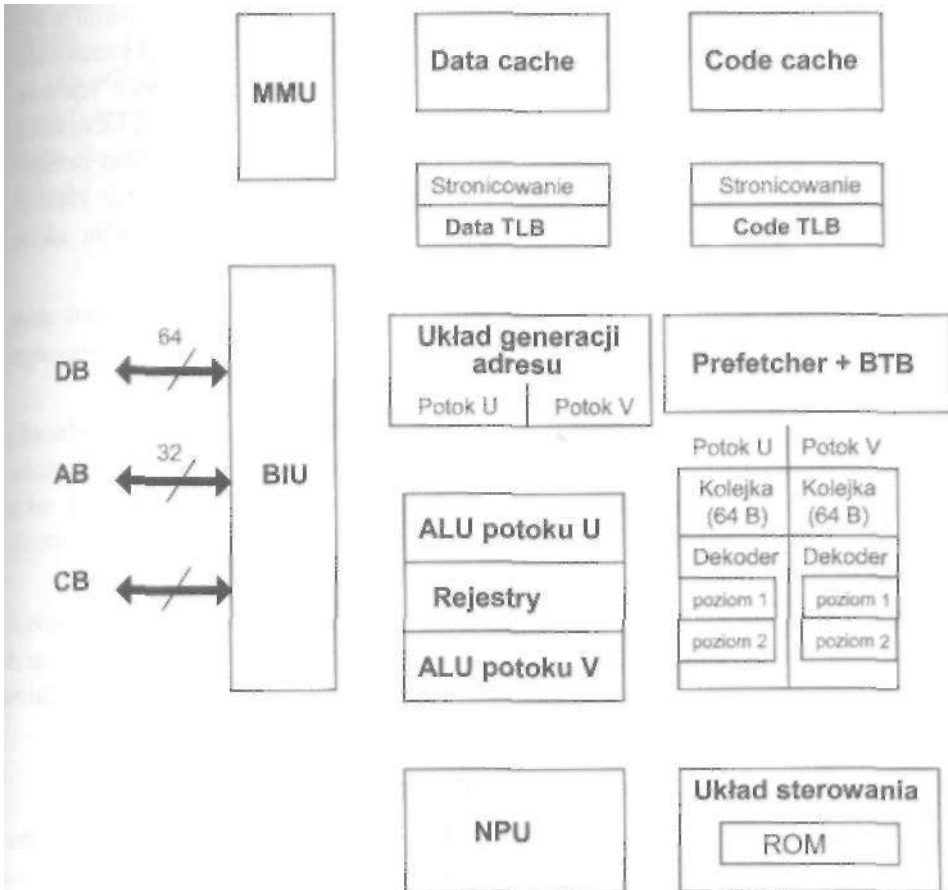 MMU
Data cache
Code cache
Stronicowanie
Data TLB
Stronicowanie
Code TLB
DB
64
AB
32
CB
BIU
Układ generacji
adresu
Potok U
Potok V
Prefetcher + BTB
Potok U
Potok V
Kolejka
(64 B)
Kolejka
(64 B)
Dekoder
Dekoder
poziom 1
poziom 1
poziom 2
poziom 2
ALU potoku U
Rejestry
ALU potoku V
NPU
Układ sterowania
ROM